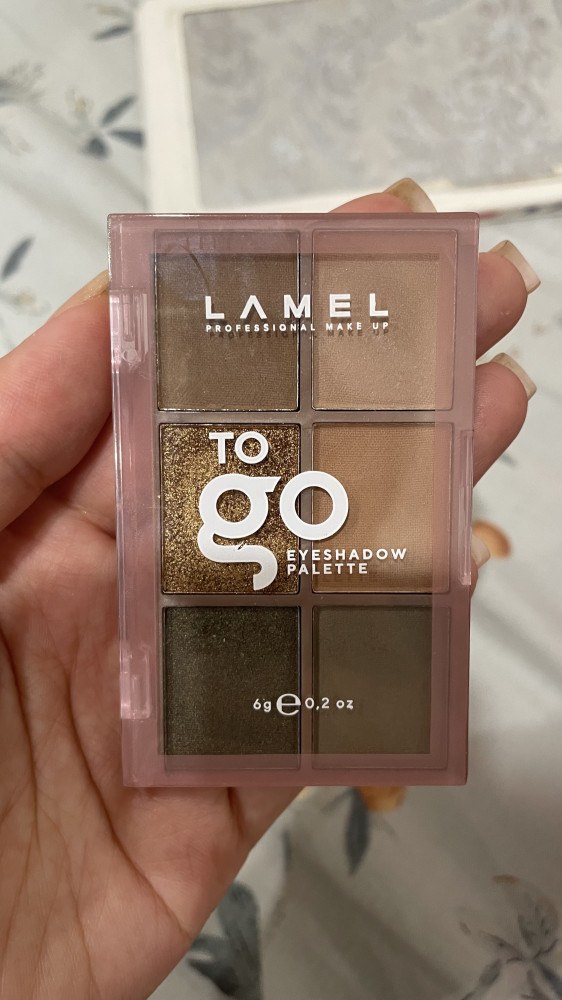 LAMEL
PROFESSIONAL MAKE UP
TO
go
EYESHADOW
PALETTE
6g e 0,2 oz